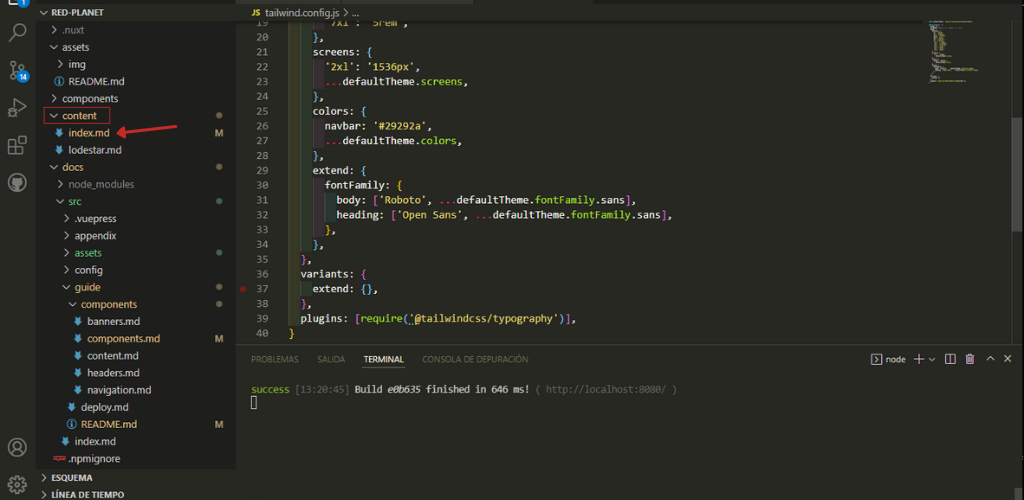 1
14
RED-PLANET
.nuxt
assets
img
README.md
components
content
index.md M
lodestar.md
docs
node_modules
src
.vuepress
appendix
assets
config
guide
components
banners.md
components.md M
content.md
headers.md
navigation.md
deploy.md
README.md M
index.md
.npmignore
ESQUEMA
LÍNEA DE TIEMPO
JS tailwind.config.js > ...
19 '7xl': '5rem',
20 },
21 screens: {
22 '2xl': '1536px',
23 ...defaultTheme.screens,
24 },
25 colors: {
26 navbar: '#29292a',
27 ...defaultTheme.colors,
28 },
29 extend: {
30 fontFamily: {
31 body: ['Roboto', ...defaultTheme.fontFamily.sans],
32 heading: ['Open Sans', ...defaultTheme.fontFamily.sans],
33 },
34 },
35 },
36 variants: {
37 extend: {},
38 },
39 plugins: [require('@tailwindcss/typography')],
40 }
PROBLEMAS SALIDA TERMINAL CONSOLA DE DEPURACIÓN node
success [13:20:45] Build e0b635 finished in 646 ms! ( http://localhost:8080/ )